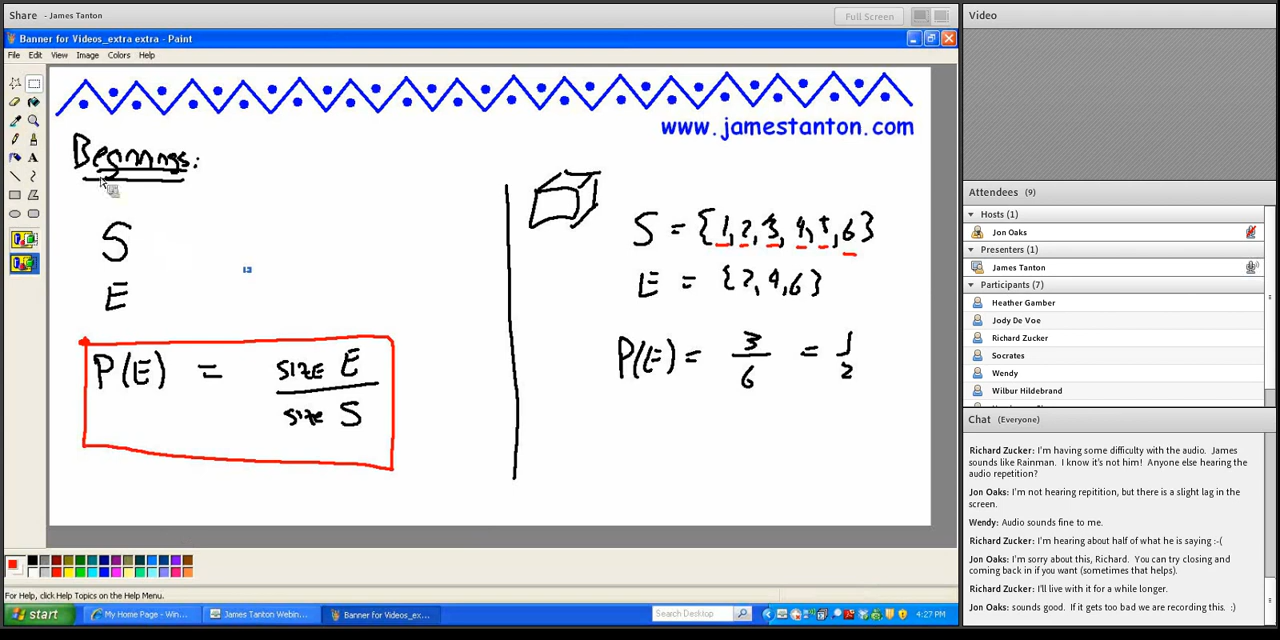 Share - James Tanton
Full Screen
Banner for Videos_extra extra - Paint
File Edit View Image Colors Help
www.jamestanton.com
Beginnings:
S
E
P(E) = size E
size S
S = {1, 2, 3, 4, 5, 6}
E = {2, 4, 6}
P(E) = 3 = 1
6 2
For Help, click Help Topics on the Help Menu.
start
My Home Page - Win...
James Tanton Webin...
Banner for Videos_ex...
Search Desktop
4:27 PM
Video
Attendees (9)
Hosts (1)
Jon Oaks
Presenters (1)
James Tanton
Participants (7)
Heather Gamber
Jody De Voe
Richard Zucker
Socrates
Wendy
Wilbur Hildebrand
Chat (Everyone)
Richard Zucker: I'm having some difficulty with the audio. James
sounds like Rainman. I know it's not him! Anyone else hearing the
audio repetition?
Jon Oaks: I'm not hearing repitition, but there is a slight lag in the
screen.
Wendy: Audio sounds fine to me.
Richard Zucker: I'm hearing about half of what he is saying :-(
Jon Oaks: I'm sorry about this, Richard. You can try closing and
coming back in if you want (sometimes that helps).
Richard Zucker: I'll live with it for a while longer.
Jon Oaks: sounds good. If it gets too bad we are recording this. :)